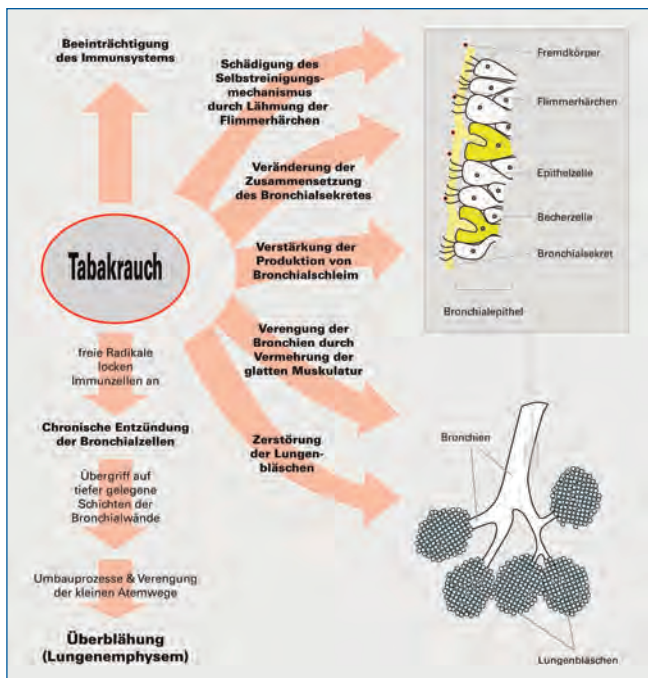 Beeinträchtigung
des Immunsystems
Schädigung des
Selbstreinigungs-
mechanismus
durch Lähmung der
Flimmerhärchen
Veränderung der
Zusammensetzung
des Bronchialsekretes
Tabakrauch
Verstärkung der
Produktion von
Bronchialschleim
Verengung der
Bronchien durch
Vermehrung der
glatten Muskulatur
Zerstörung
der Lungen-
bläschen
freie Radikale
locken
Immunzellen an
Chronische Entzündung
der Bronchialzellen
Übergriff auf
tiefer gelegene
Schichten der
Bronchialwände
Umbauprozesse & Verengung
der kleinen Atemwege
Überblähung
(Lungenemphysem)
Fremdkörper
Flimmerhärchen
Epithelzelle
Becherzelle
Bronchialsekret
Bronchialepithel
Bronchien
Lungenbläschen